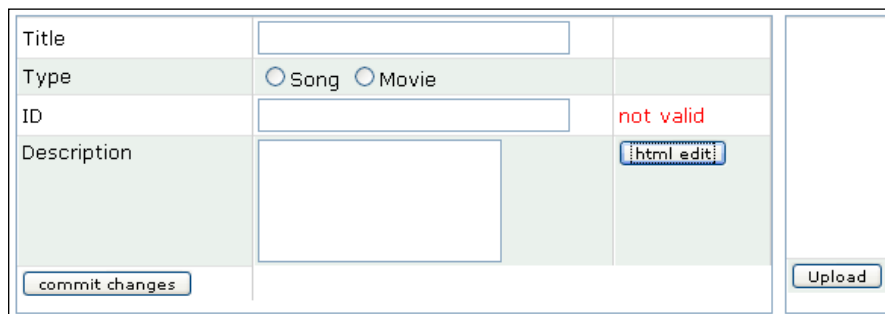 Title
Type Song Movie
ID not valid
Description html edit
commit changes Upload